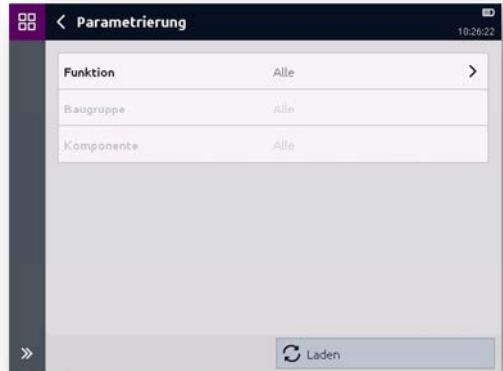 Parametrierung
10:26:22
Funktion Alle
Baugruppe Alle
Komponente Alle
Laden